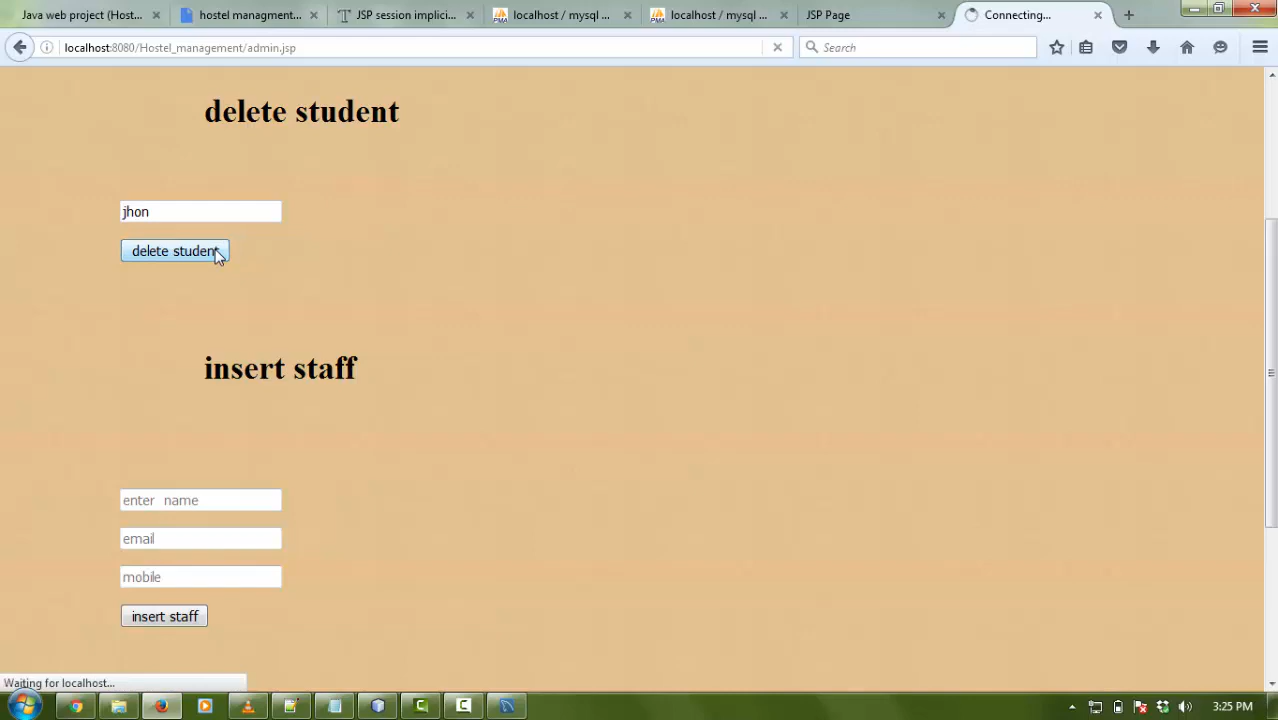 Java web project (Host...
hostel managment...
JSP session implici...
localhost / mysql ...
localhost / mysql ...
JSP Page
Connecting...
localhost:8080/Hostel_management/admin.jsp
Search
delete student
jhon
delete student
insert staff
enter name
email
mobile
insert staff
Waiting for localhost...
3:25 PM